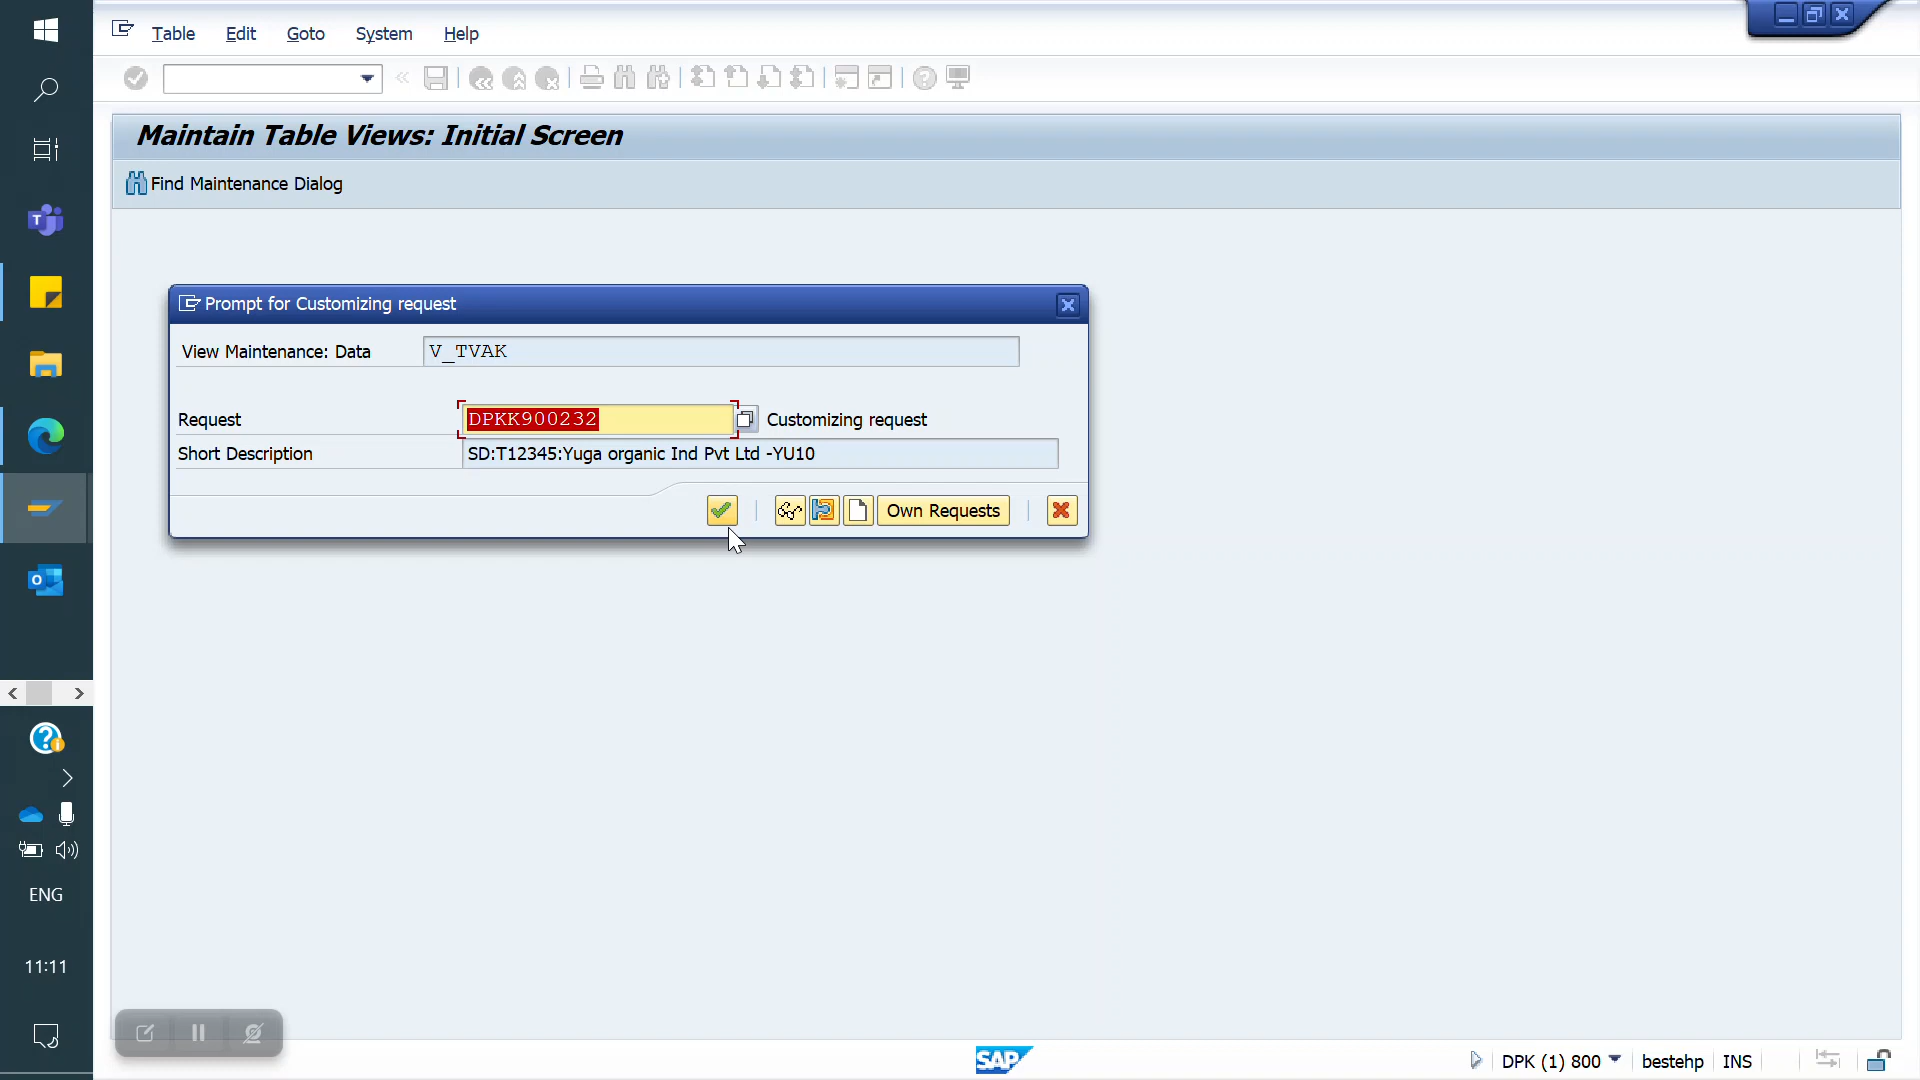 Table Edit Goto System Help
Maintain Table Views: Initial Screen
Find Maintenance Dialog
Prompt for Customizing request
View Maintenance: Data V_TVAK
Request DPKK900232 Customizing request
Short Description SD:T12345:Yuga organic Ind Pvt Ltd -YU10
Own Requests
ENG
11:11
SAP DPK (1) 800 bestehp INS